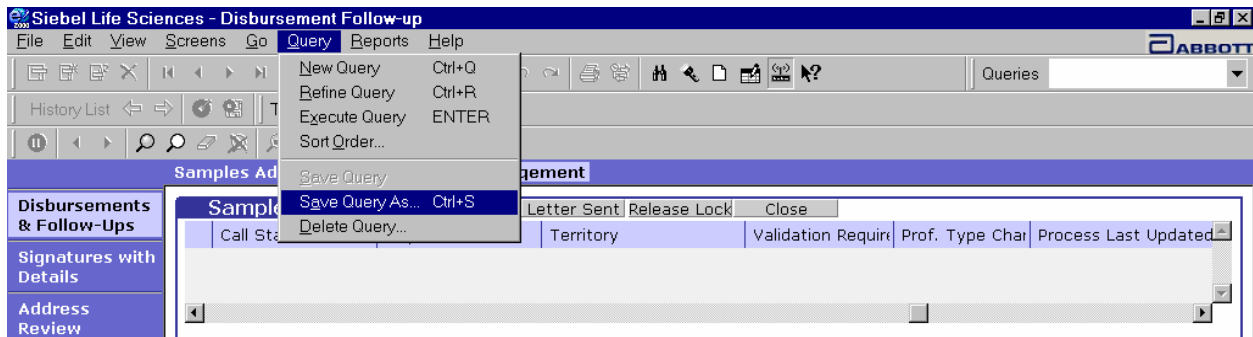 Siebel Life Sciences - Disbursement Follow-up
File Edit View Screens Go Query Reports Help
ABBOTT
New Query Ctrl+Q
Refine Query Ctrl+R
Execute Query ENTER
Sort Order...
Save Query
Save Query As... Ctrl+S
Delete Query...
Queries
History List
Samples Ad
gement
Disbursements
& Follow-Ups
Signatures with
Details
Address
Review
Sample
Letter Sent Release Lock Close
Call Sta
Territory Validation Require Prof. Type Char Process Last Updated